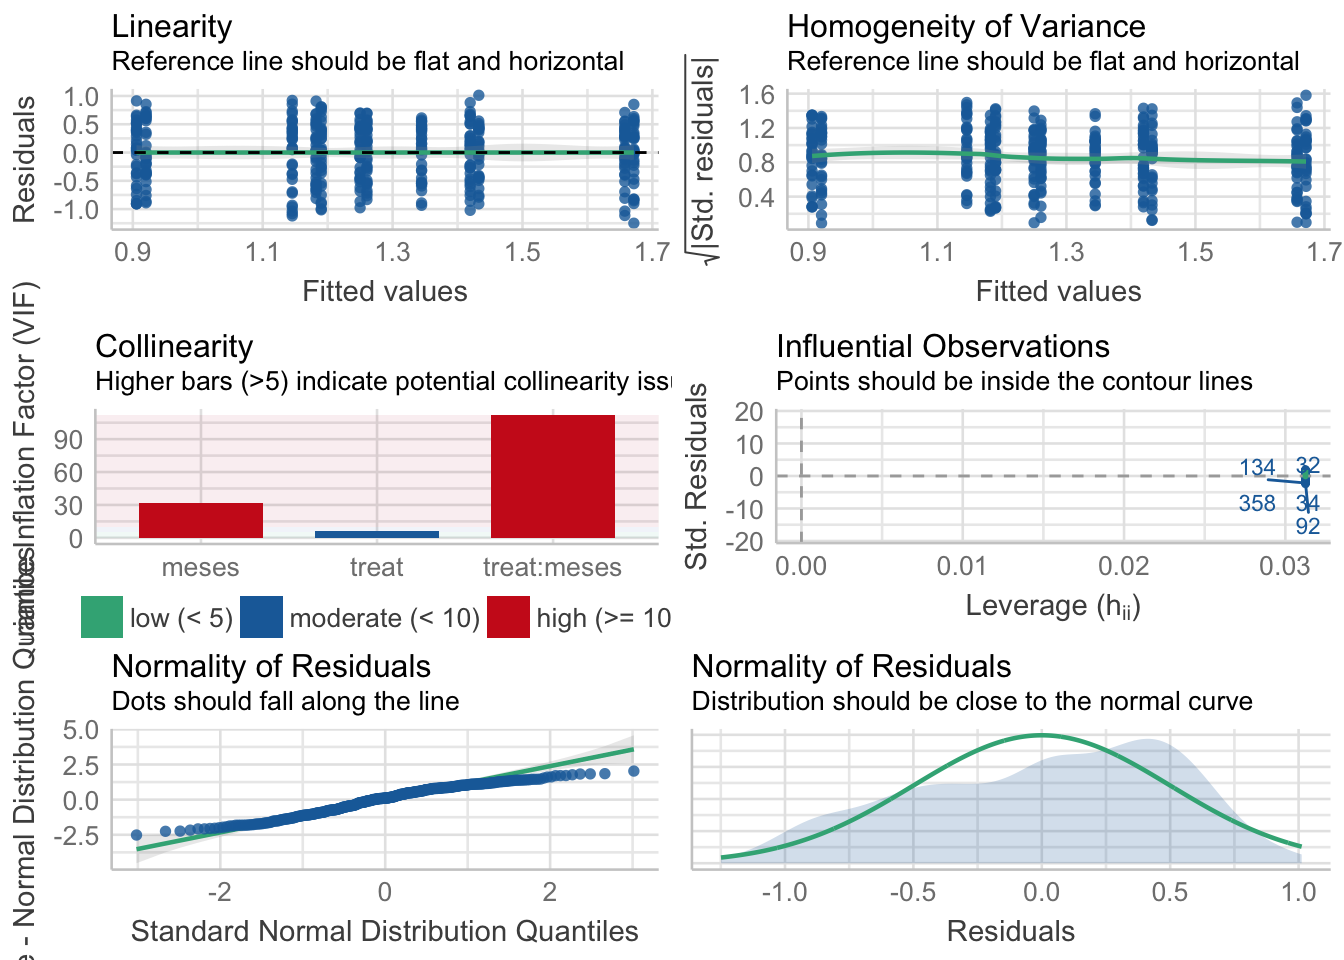 Linearity
Reference line should be flat and horizontal
Residuals
1.0
0.5
0.0
-0.5
-1.0
0.9 1.1 1.3 1.5 1.7
Fitted values
Homogeneity of Variance
Reference line should be flat and horizontal
√|Std. residuals|
1.6
1.2
0.8
0.4
0.9 1.1 1.3 1.5 1.7
Fitted values
Collinearity
Higher bars (>5) indicate potential collinearity issu
Inflation Factor (VIF)
90
60
30
0
meses treat treat:meses
low (< 5) moderate (< 10) high (>= 10
Influential Observations
Points should be inside the contour lines
Std. Residuals
20
10
0
-10
-20
134 32
358 34
92
0.00 0.01 0.02 0.03
Leverage (hii)
Normality of Residuals
Dots should fall along the line
e - Normal Distribution Quantiles
5.0
2.5
0.0
-2.5
-2 0 2
Standard Normal Distribution Quantiles
Normality of Residuals
Distribution should be close to the normal curve
-1.0 -0.5 0.0 0.5 1.0
Residuals